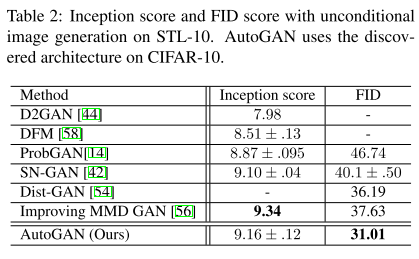 Table 2: Inception score and FID score with unconditional
image generation on STL-10. AutoGAN uses the discov-
ered architecture on CIFAR-10.
Method Inception score FID
D2GAN [44] 7.98 -
DFM [58] 8.51 ± .13 -
ProbGAN[14] 8.87 ± .095 46.74
SN-GAN [42] 9.10 ± .04 40.1 ± .50
Dist-GAN [54] - 36.19
Improving MMD GAN [56] 9.34 37.63
AutoGAN (Ours) 9.16 ± .12 31.01